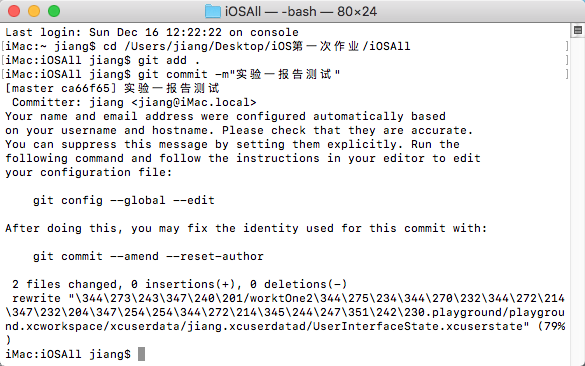 iOSAll — -bash — 80×24
Last login: Sun Dec 16 12:22:22 on console
[iMac:~ jiang$ cd /Users/jiang/Desktop/iOS第一次作业/iOSAll ]
[iMac:iOSAll jiang$ git add . ]
[iMac:iOSAll jiang$ git commit -m"实验一报告测试" ]
[master ca66f65] 实验一报告测试
Committer: jiang <jiang@iMac.local>
Your name and email address were configured automatically based
on your username and hostname. Please check that they are accurate.
You can suppress this message by setting them explicitly. Run the
following command and follow the instructions in your editor to edit
your configuration file:
git config --global --edit
After doing this, you may fix the identity used for this commit with:
git commit --amend --reset-author
2 files changed, 0 insertions(+), 0 deletions(-)
rewrite "\344\273\243\347\240\201/worktOne2\344\275\234\344\270\232\344\272\214
\347\232\204\347\254\254\344\272\214\345\244\247\351\242\230.playground/playgrou
nd.xcworkspace/xcuserdata/jiang.xcuserdatad/UserInterfaceState.xcuserstate" (79%
)
iMac:iOSAll jiang$